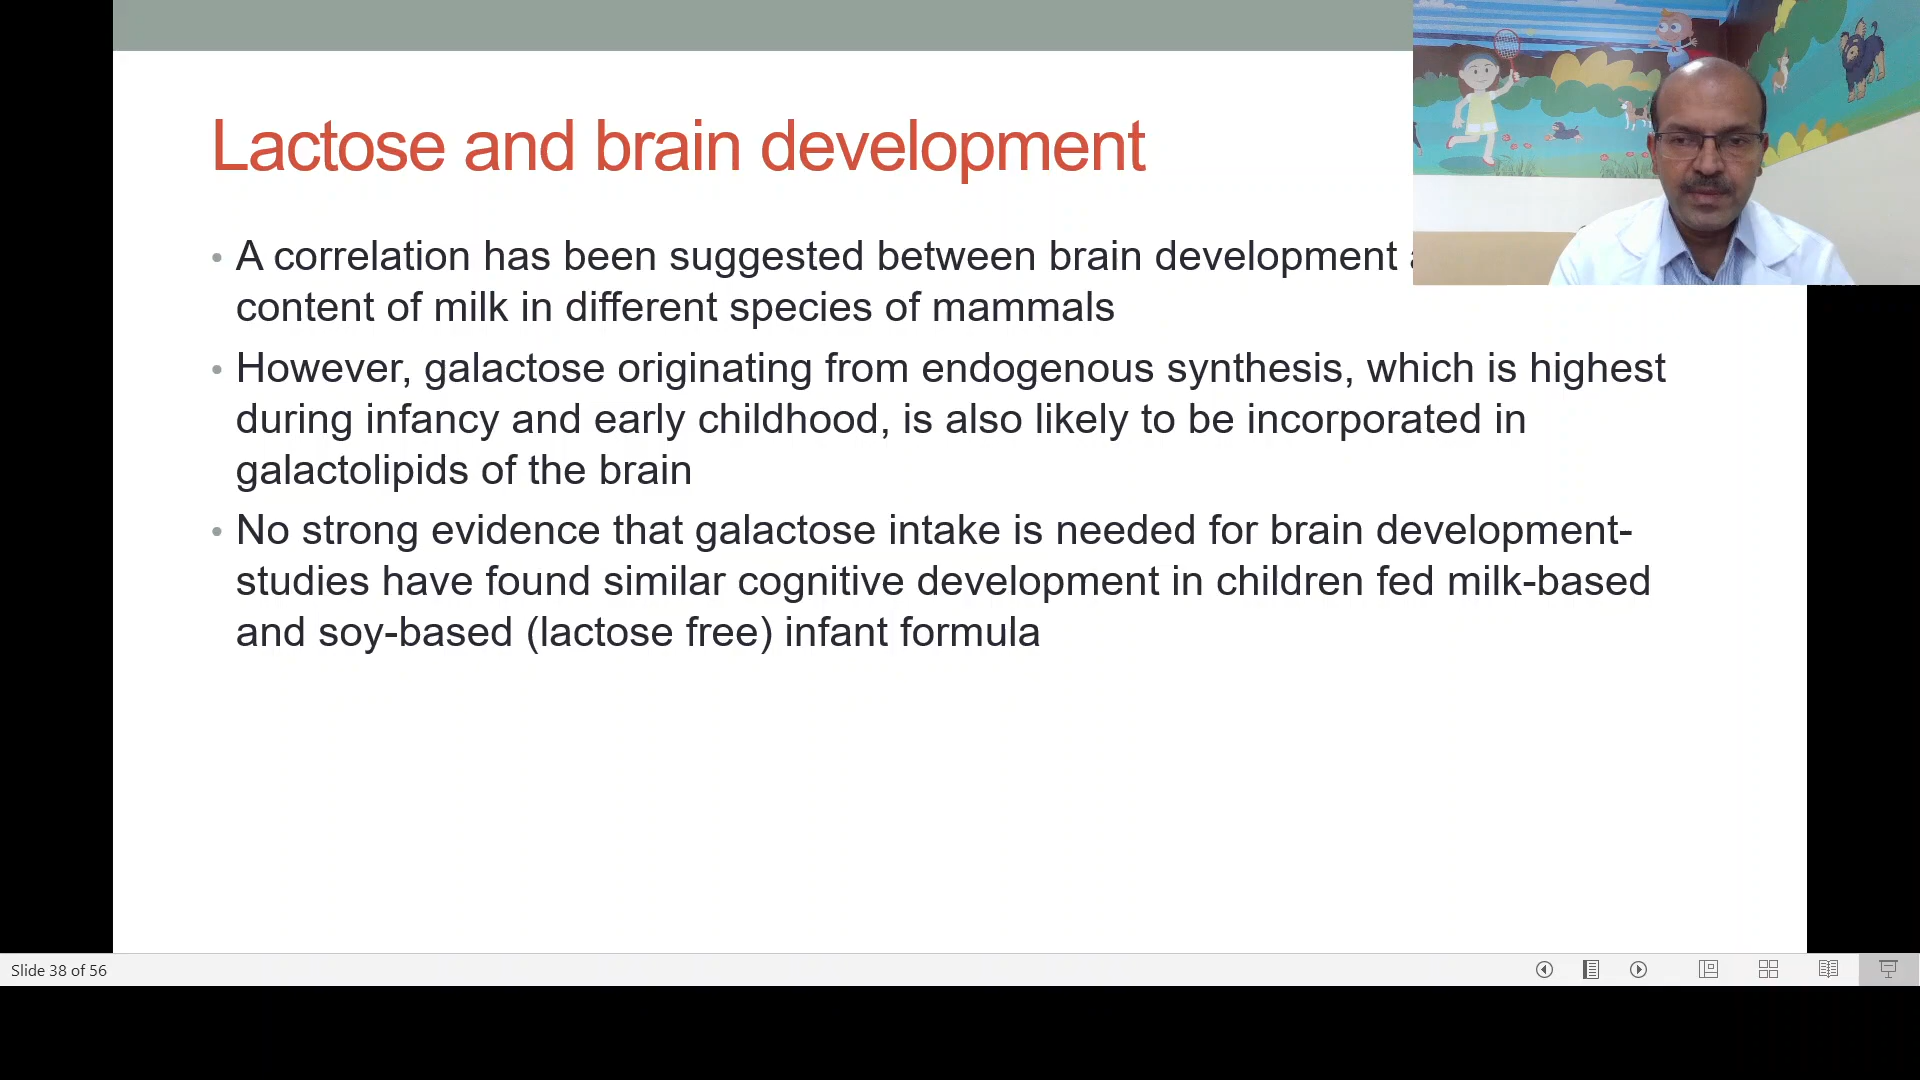 Lactose and brain development
• A correlation has been suggested between brain development
content of milk in different species of mammals
• However, galactose originating from endogenous synthesis, which is highest
during infancy and early childhood, is also likely to be incorporated in
galactolipids of the brain
• No strong evidence that galactose intake is needed for brain development-
studies have found similar cognitive development in children fed milk-based
and soy-based (lactose free) infant formula
Slide 38 of 56